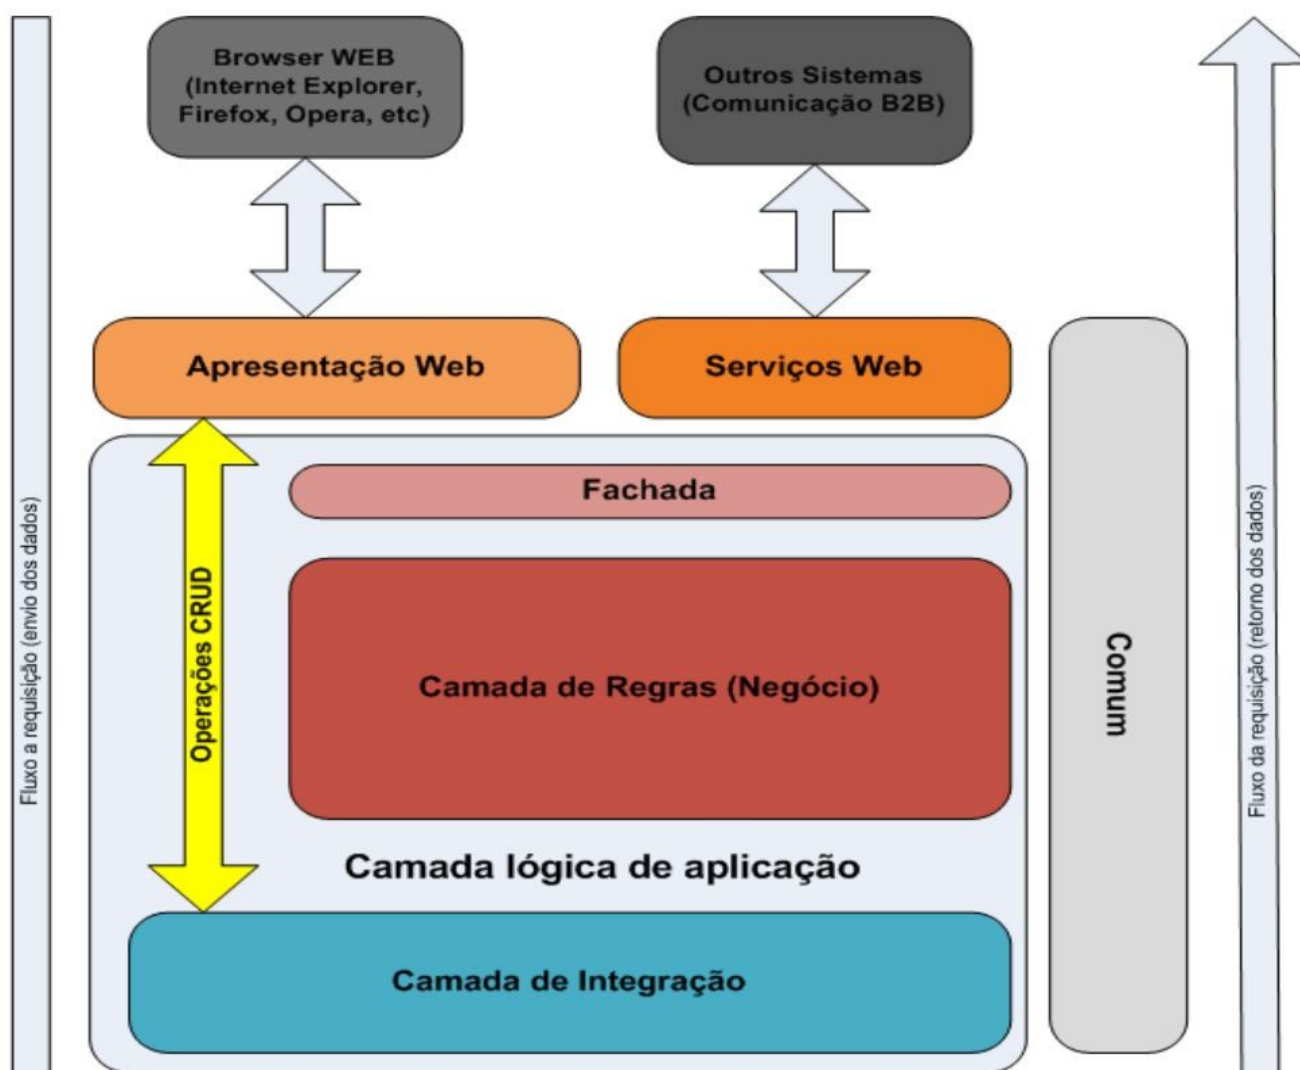 Browser WEB
(Internet Explorer,
Firefox, Opera, etc)
Outros Sistemas
(Comunicação B2B)
Apresentação Web
Serviços Web
Fachada
Camada de Regras (Negócio)
Camada lógica de aplicação
Camada de Integração
Operações CRUD
Comum
Fluxo a requisição (envio dos dados)
Fluxo da requisição (retorno dos dados)